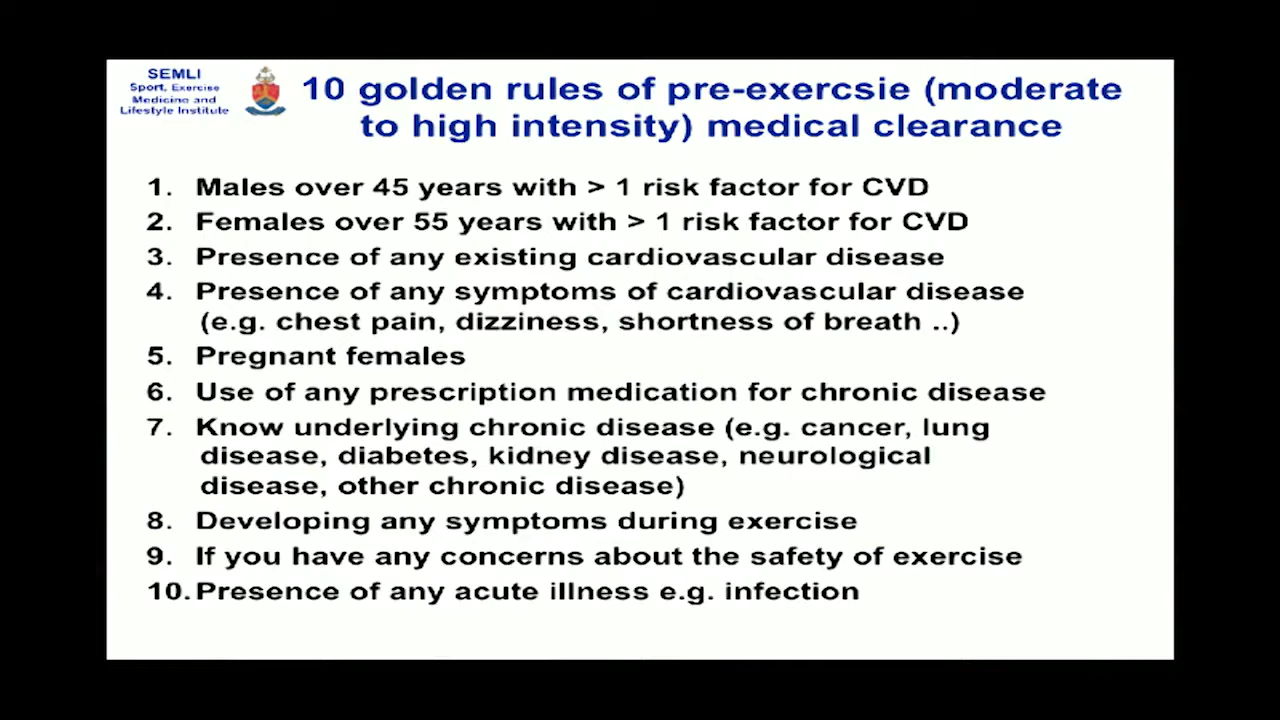 SEMLI
Sport, Exercise
Medicine and
Lifestyle Institute
10 golden rules of pre-exercsie (moderate
to high intensity) medical clearance
1. Males over 45 years with > 1 risk factor for CVD
2. Females over 55 years with > 1 risk factor for CVD
3. Presence of any existing cardiovascular disease
4. Presence of any symptoms of cardiovascular disease
(e.g. chest pain, dizziness, shortness of breath ..)
5. Pregnant females
6. Use of any prescription medication for chronic disease
7. Know underlying chronic disease (e.g. cancer, lung
disease, diabetes, kidney disease, neurological
disease, other chronic disease)
8. Developing any symptoms during exercise
9. If you have any concerns about the safety of exercise
10. Presence of any acute illness e.g. infection